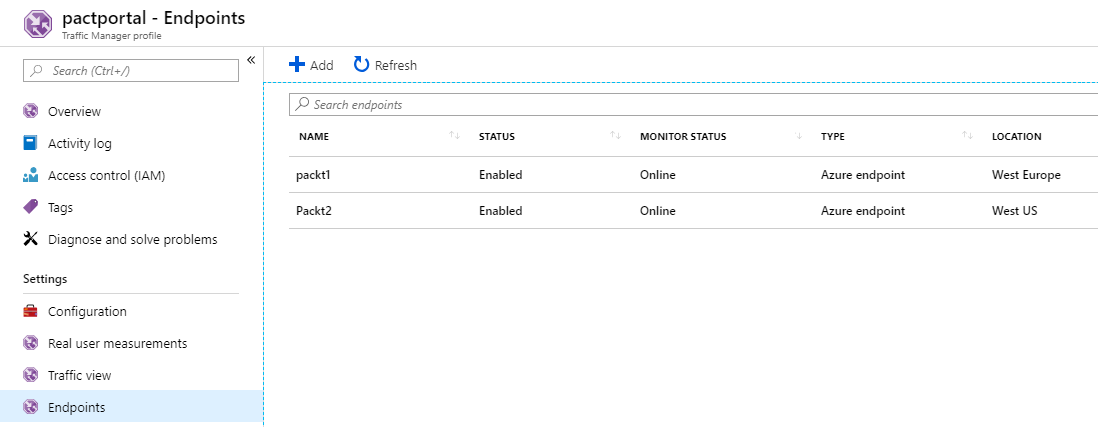 pactportal - Endpoints
Traffic Manager profile
Search (Ctrl+/)
«
Overview
Activity log
Access control (IAM)
Tags
Diagnose and solve problems
Settings
Configuration
Real user measurements
Traffic view
Endpoints
Add Refresh
Search endpoints
NAME STATUS MONITOR STATUS TYPE LOCATION
packt1 Enabled Online Azure endpoint West Europe
Packt2 Enabled Online Azure endpoint West US